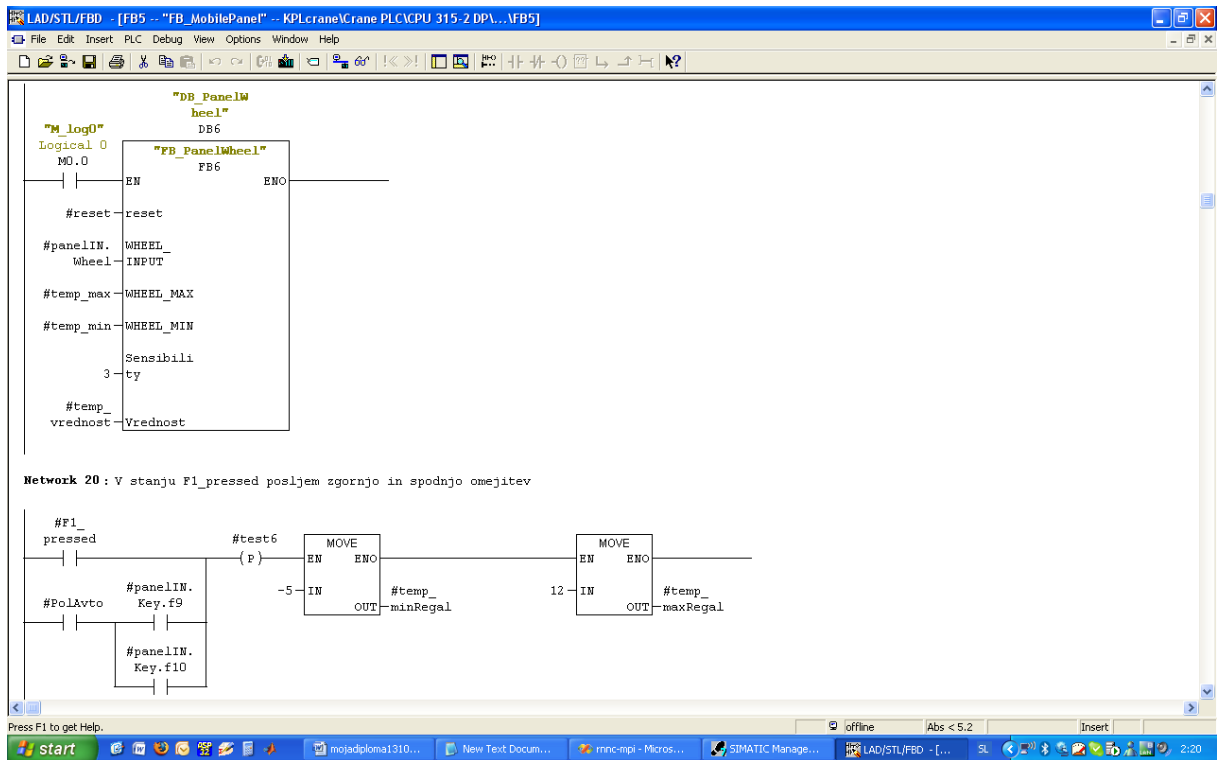 LAD/STL/FBD - [FB5 -- "FB_MobilePanel" -- KPLcrane\Crane PLC\CPU 315-2 DP\...\FB5]
File Edit Insert PLC Debug View Options Window Help
"DB_PanelW
heel"
DB6
"M_log0"
Logical 0
M0.0
"FB_PanelWheel"
FB6
EN ENO
#reset reset
#panelIN. WHEEL_
Wheel INPUT
#temp_max WHEEL_MAX
#temp_min WHEEL_MIN
Sensibili
3 ty
#temp_
vrednost Vrednost
Network 20 : V stanju F1_pressed posljem zgornjo in spodnjo omejitev
#F1_
pressed #test6 MOVE MOVE
P EN ENO EN ENO
#panelIN. -5 IN #temp_ 12 IN #temp_
#PolAvto Key.f9 OUT minRegal OUT maxRegal
#panelIN.
Key.f10
Press F1 to get Help. offline Abs < 5.2 Insert
start mojadiploma1310... New Text Docum... rnnc-mpi - Micros... SIMATIC Manage... LAD/STL/FBD - [... SL 2:20